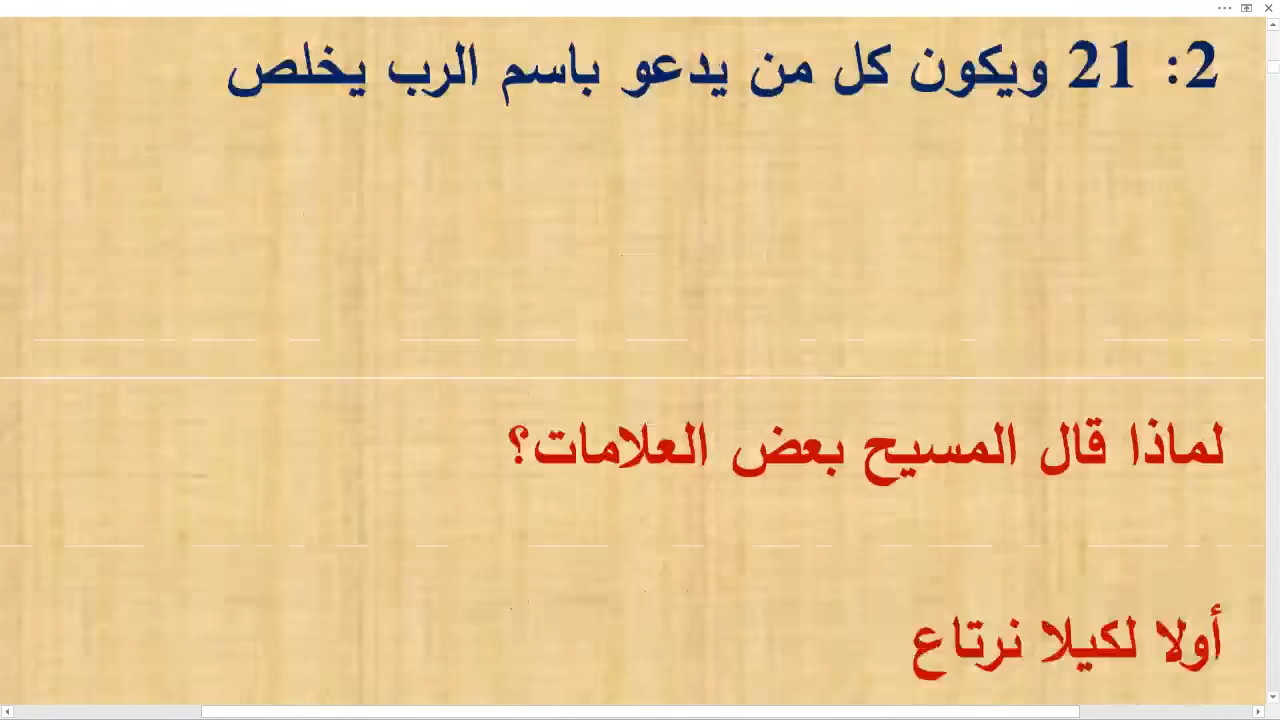 2: 21 ويكون كل من يدعو باسم الرب يخلص
لماذا قال المسيح بعض العلامات؟
أولا لكيلا نرتاع